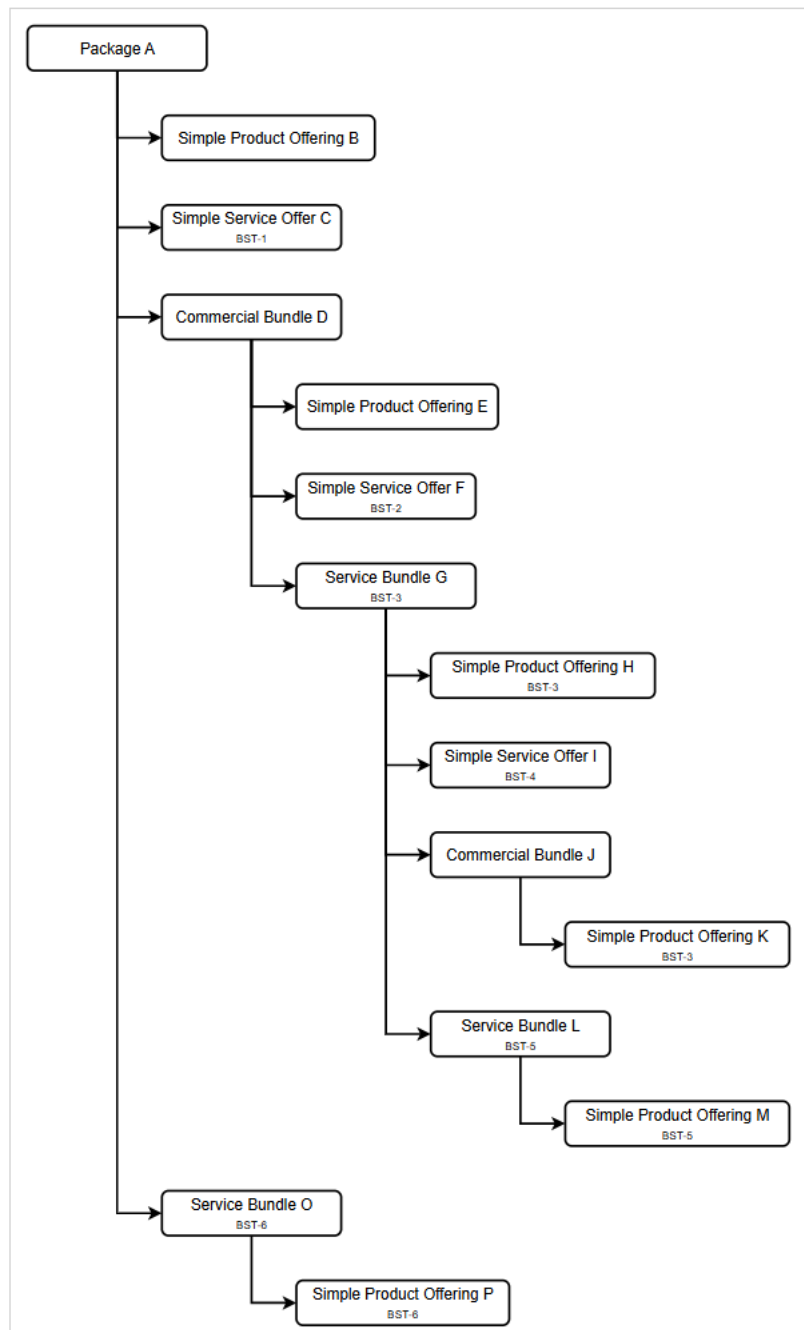 Package A
Simple Product Offering B
Simple Service Offer C
BST-1
Commercial Bundle D
Simple Product Offering E
Simple Service Offer F
BST-2
Service Bundle G
BST-3
Simple Product Offering H
BST-3
Simple Service Offer I
BST-4
Commercial Bundle J
Simple Product Offering K
BST-3
Service Bundle L
BST-5
Simple Product Offering M
BST-5
Service Bundle O
BST-6
Simple Product Offering P
BST-6